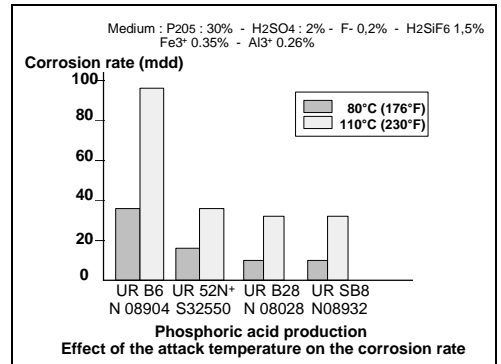 Medium : P2O5 : 30% - H2SO4 : 2% - F- 0,2% - H2SiF6 1,5%
Fe3+ 0.35% - Al3+ 0.26%
Corrosion rate (mdd)
100
80
60
40
20
0
80°C (176°F)
110°C (230°F)
UR B6 UR 52N+ UR B28 UR SB8
N 08904 S32550 N 08028 N08932
Phosphoric acid production
Effect of the attack temperature on the corrosion rate